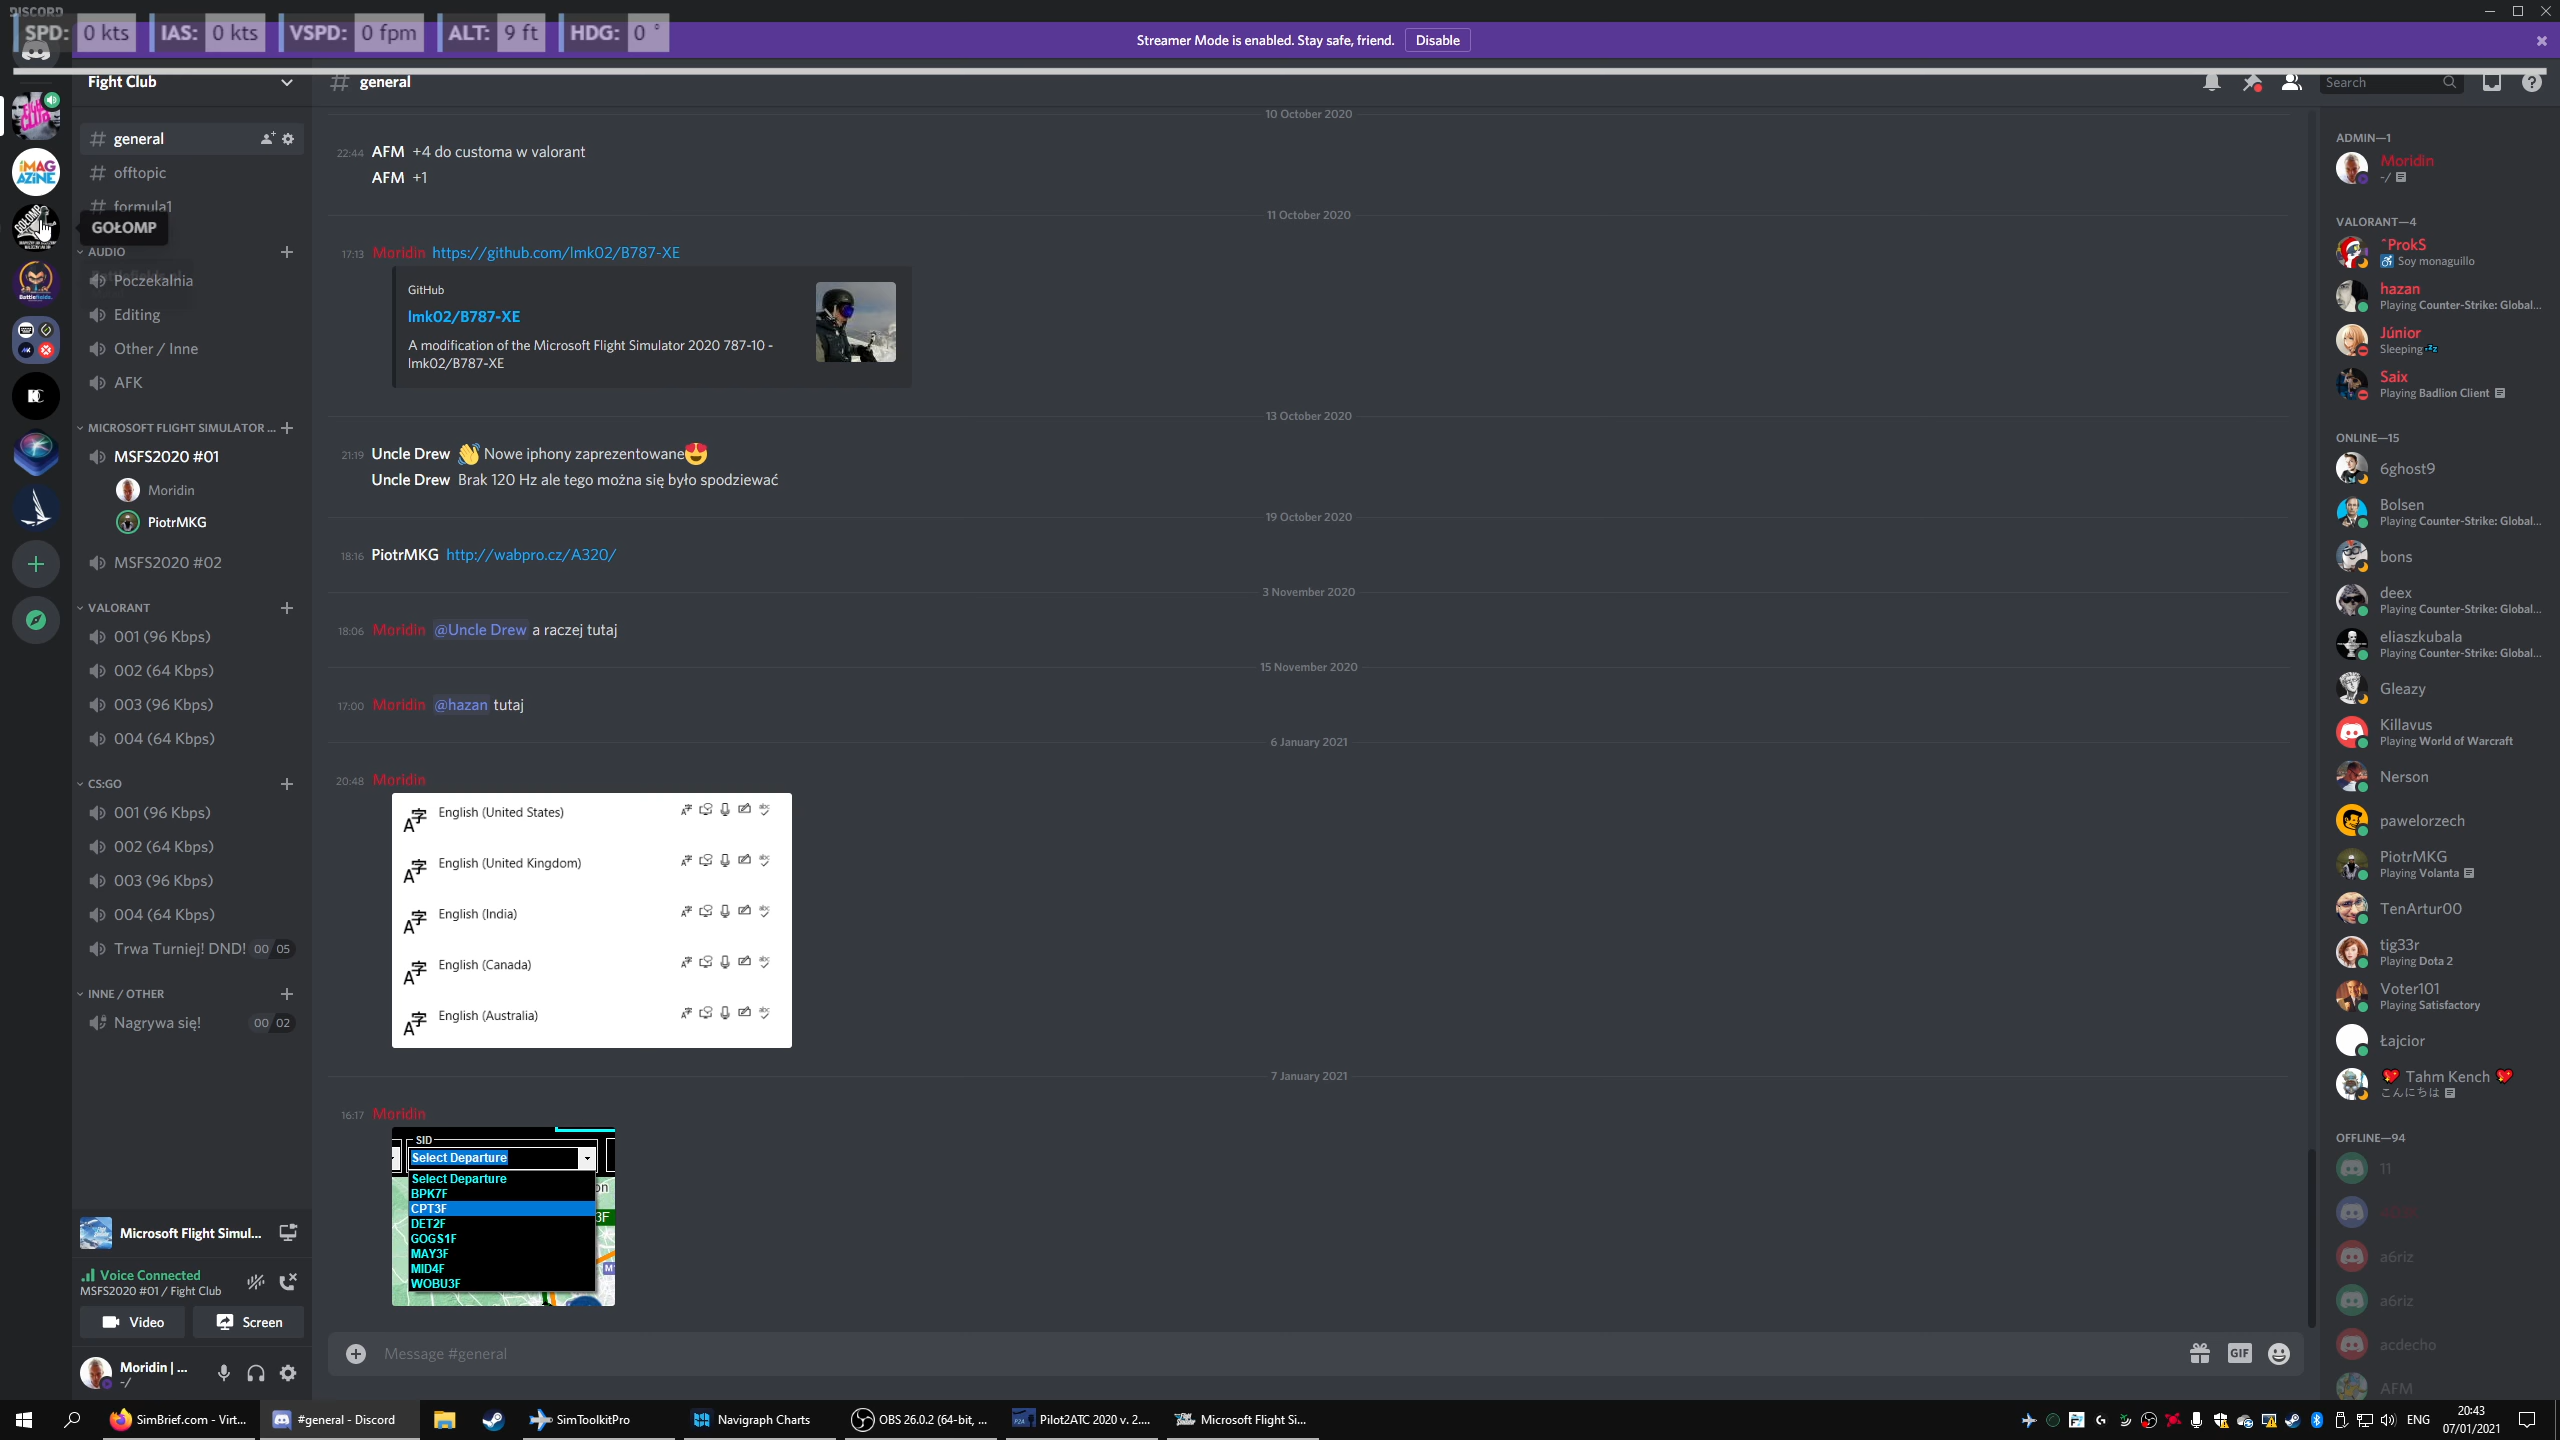 DISCORD
SPD: 0 kts IAS: 0 kts VSPD: 0 fpm ALT: 9 ft HDG: 0 °
Streamer Mode is enabled. Stay safe, friend. Disable
Fight Club
# general
Search
general
offtopic
formula1
GOŁOMP
AUDIO
Poczekalnia
Editing
Other / Inne
AFK
MICROSOFT FLIGHT SIMULATOR ...
MSFS2020 #01
Moridin
PiotrMKG
MSFS2020 #02
VALORANT
001 (96 Kbps)
002 (64 Kbps)
003 (96 Kbps)
004 (64 Kbps)
CS:GO
001 (96 Kbps)
002 (64 Kbps)
003 (96 Kbps)
004 (64 Kbps)
Trwa Turniej! DND! 00 05
INNE / OTHER
Nagrywa się! 00 02
Microsoft Flight Simul...
Voice Connected
MSFS2020 #01 / Fight Club
Video Screen
Moridin | ...
-/
10 October 2020
22:44 AFM +4 do customa w valorant
AFM +1
11 October 2020
17:13 Moridin https://github.com/lmk02/B787-XE
GitHub
lmk02/B787-XE
A modification of the Microsoft Flight Simulator 2020 787-10 -
lmk02/B787-XE
13 October 2020
21:19 Uncle Drew 👋 Nowe iphony zaprezentowane😍
Uncle Drew Brak 120 Hz ale tego można się było spodziewać
19 October 2020
18:16 PiotrMKG http://wabpro.cz/A320/
3 November 2020
18:06 Moridin @Uncle Drew a raczej tutaj
15 November 2020
17:00 Moridin @hazan tutaj
6 January 2021
20:48 Moridin
English (United States)
English (United Kingdom)
English (India)
English (Canada)
English (Australia)
7 January 2021
16:17 Moridin
SID
Select Departure
Select Departure
BPK7F
CPT3F
DET2F
GOGS1F
MAY3F
MID4F
WOBU3F
Message #general
GIF
ADMIN—1
Moridin
-/
VALORANT—4
ˆProkS
Soy monaguillo
hazan
Playing Counter-Strike: Global...
Júnior
Sleeping
Saix
Playing Badlion Client
ONLINE—15
6ghost9
Bolsen
Playing Counter-Strike: Global...
bons
deex
Playing Counter-Strike: Global...
eliaszkubala
Playing Counter-Strike: Global...
Gleazy
Killavus
Playing World of Warcraft
Nerson
pawelorzech
PiotrMKG
Playing Volanta
TenArtur00
tig33r
Playing Dota 2
Voter101
Playing Satisfactory
Łajcior
Tahm Kench
こんにちは
OFFLINE—94
11
a6riz
a6riz
acdecho
AFM
SimBrief.com - Virt... #general - Discord SimToolkitPro Navigraph Charts OBS 26.0.2 (64-bit, ... Pilot2ATC 2020 v. 2.... Microsoft Flight Si... ENG 20:43
07/01/2021